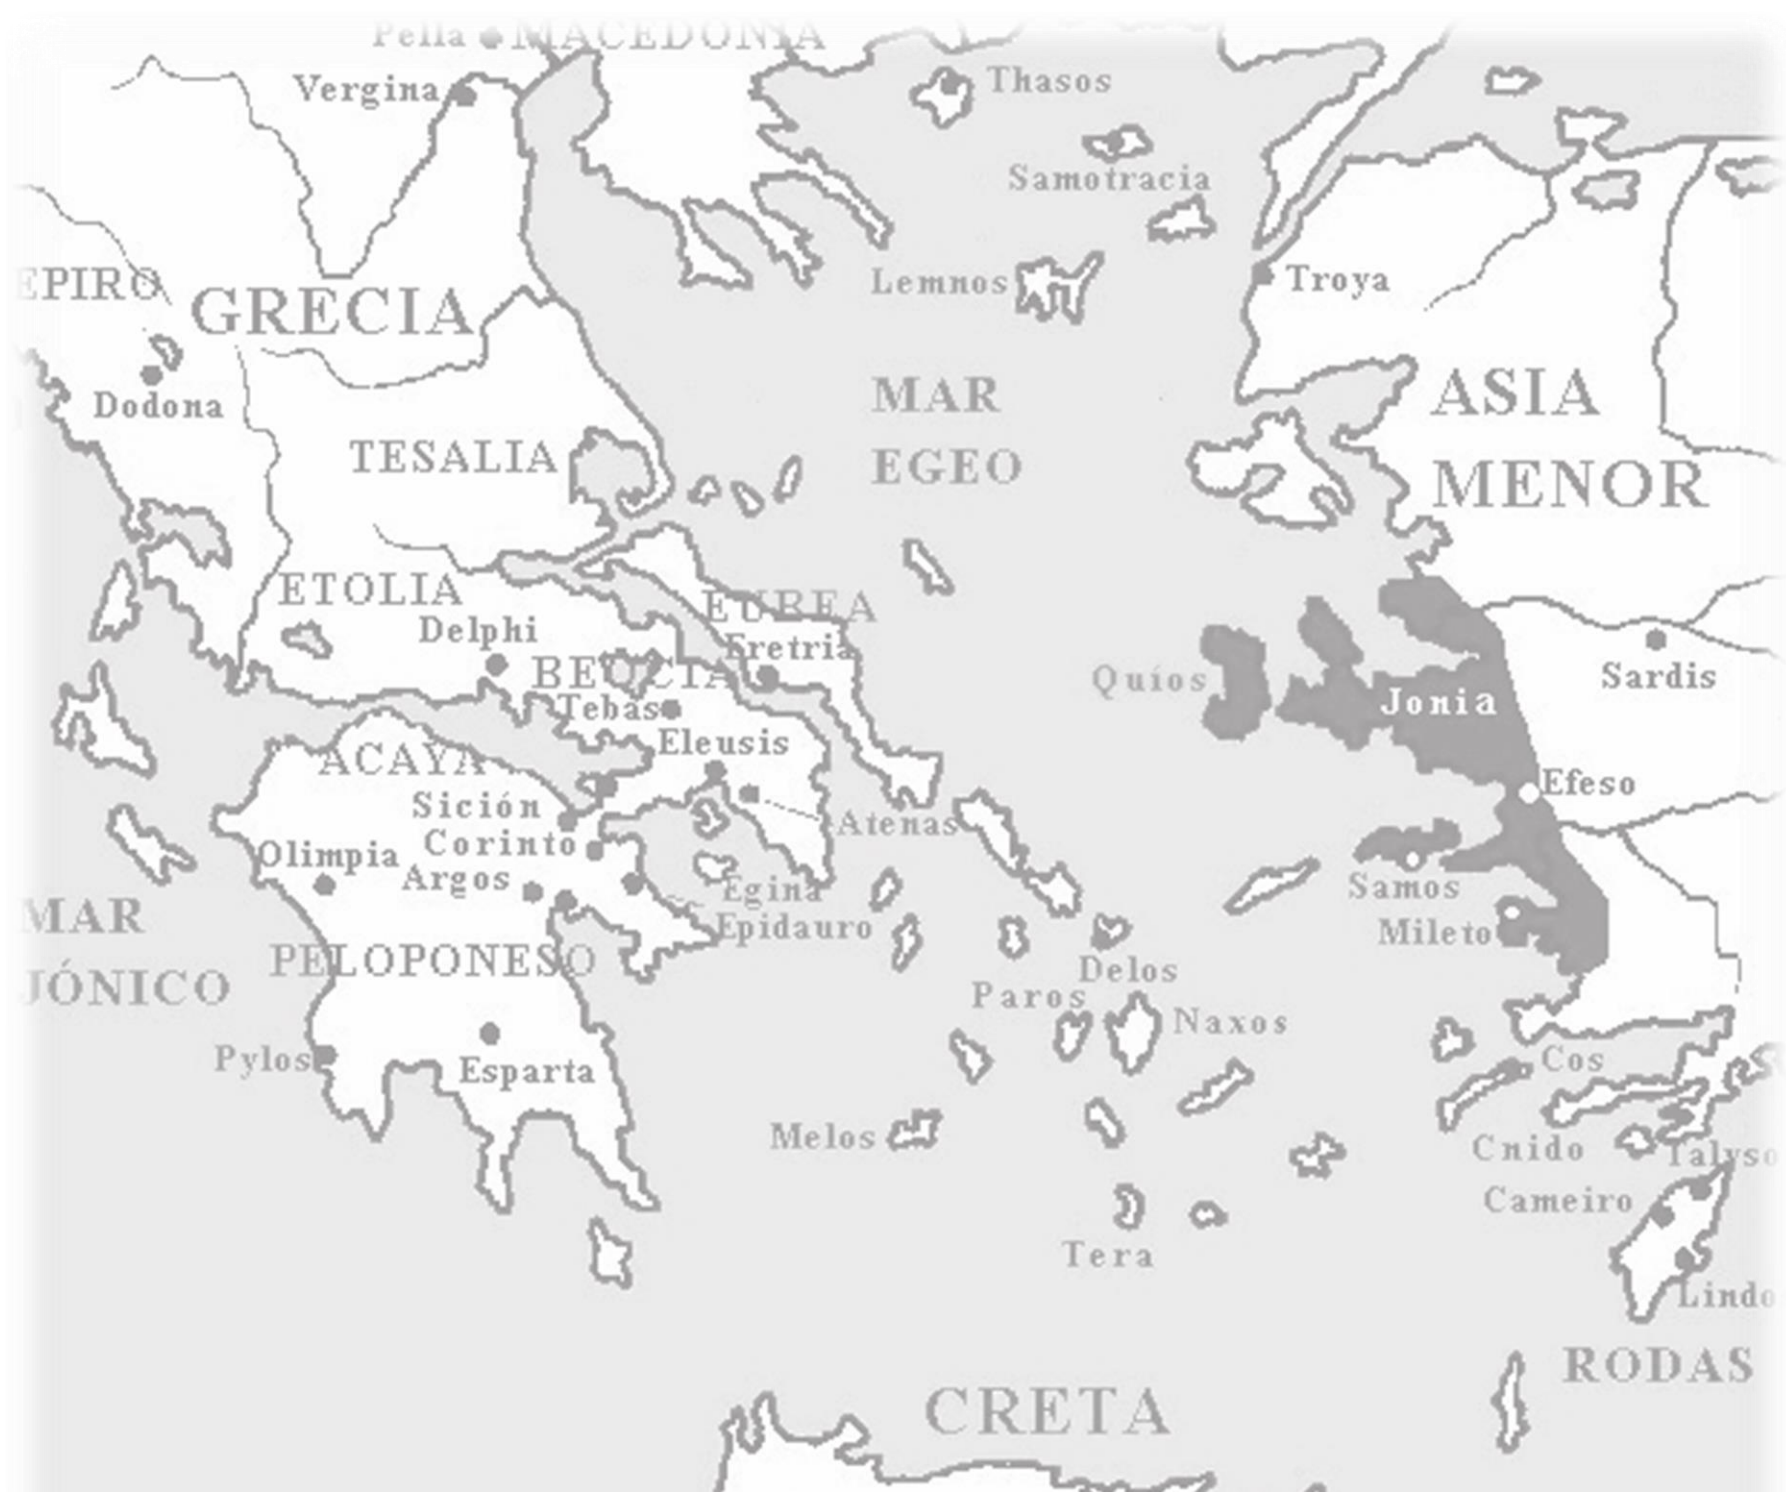 Pella MACEDONIA
Vergina
Thasos
Samotracia
EPIRO
GRECIA
Lemnos
Troya
Dodona
MAR
EGEO
ASIA
MENOR
TESALIA
ETOLIA
EUBEA
Delphi
Eretria
BEOCIA
Tebas
Quíos
Jonia
Sardis
Eleusis
ACAYA
Sición
Efeso
Atenas
Corinto
Olimpia
Argos
Egina
Samos
Epidauro
Mileto
MAR
JÓNICO
PELOPONESO
Delos
Paros
Naxos
Pylos
Esparta
Cos
Melos
Cnido
Talyso
Cameiro
Tera
Lindo
RODAS
CRETA